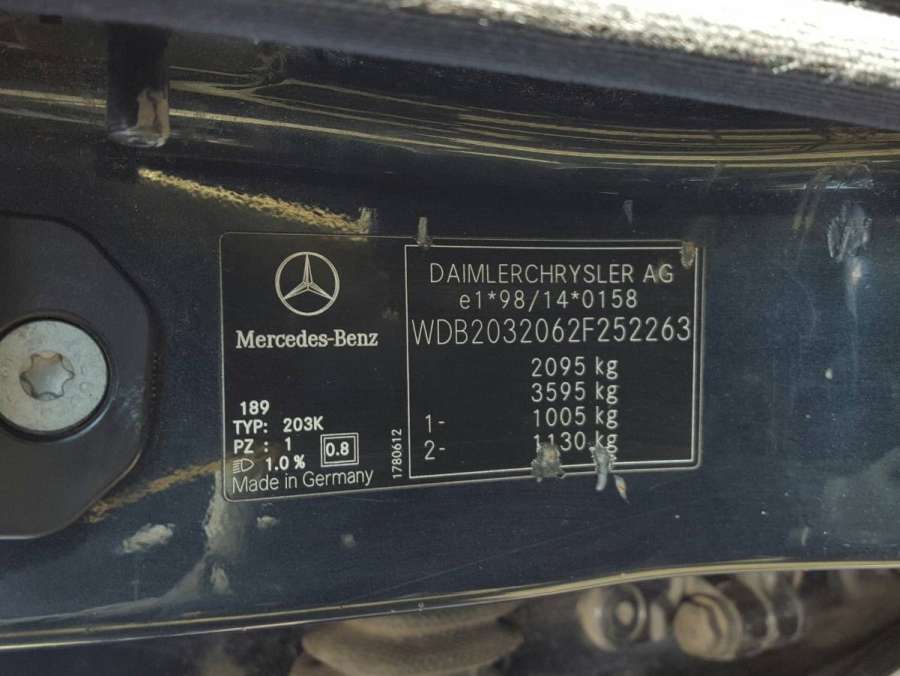 Mercedes-Benz
189
TYP: 203K
PZ : 1
1.0 %
0.8
Made in Germany
1780612
DAIMLERCHRYSLER AG
e1*98/14*0158
WDB2032062F252263
2095 kg
3595 kg
1- 1005 kg
2- 1130 kg